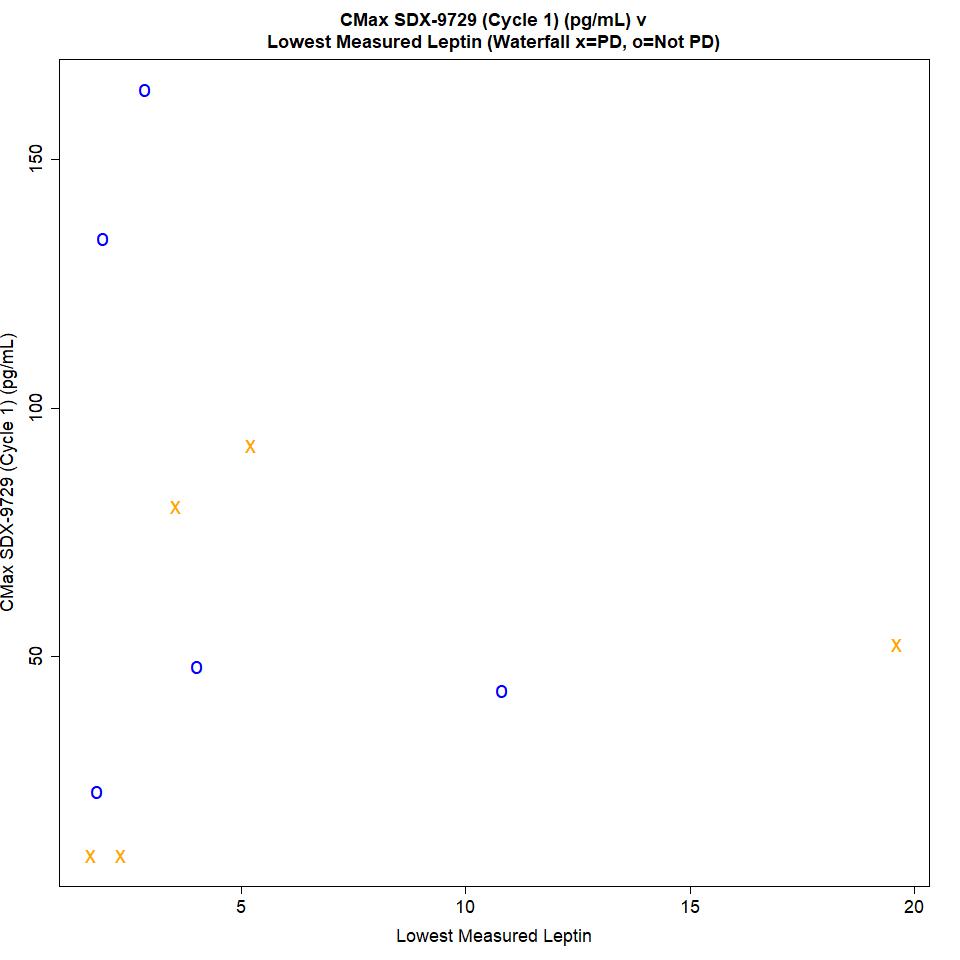 CMax SDX-9729 (Cycle 1) (pg/mL) v
Lowest Measured Leptin (Waterfall x=PD, o=Not PD)
CMax SDX-9729 (Cycle 1) (pg/mL)
150
100
50
o
o
x
x
x
o
o
o
x x
5 10 15 20
Lowest Measured Leptin